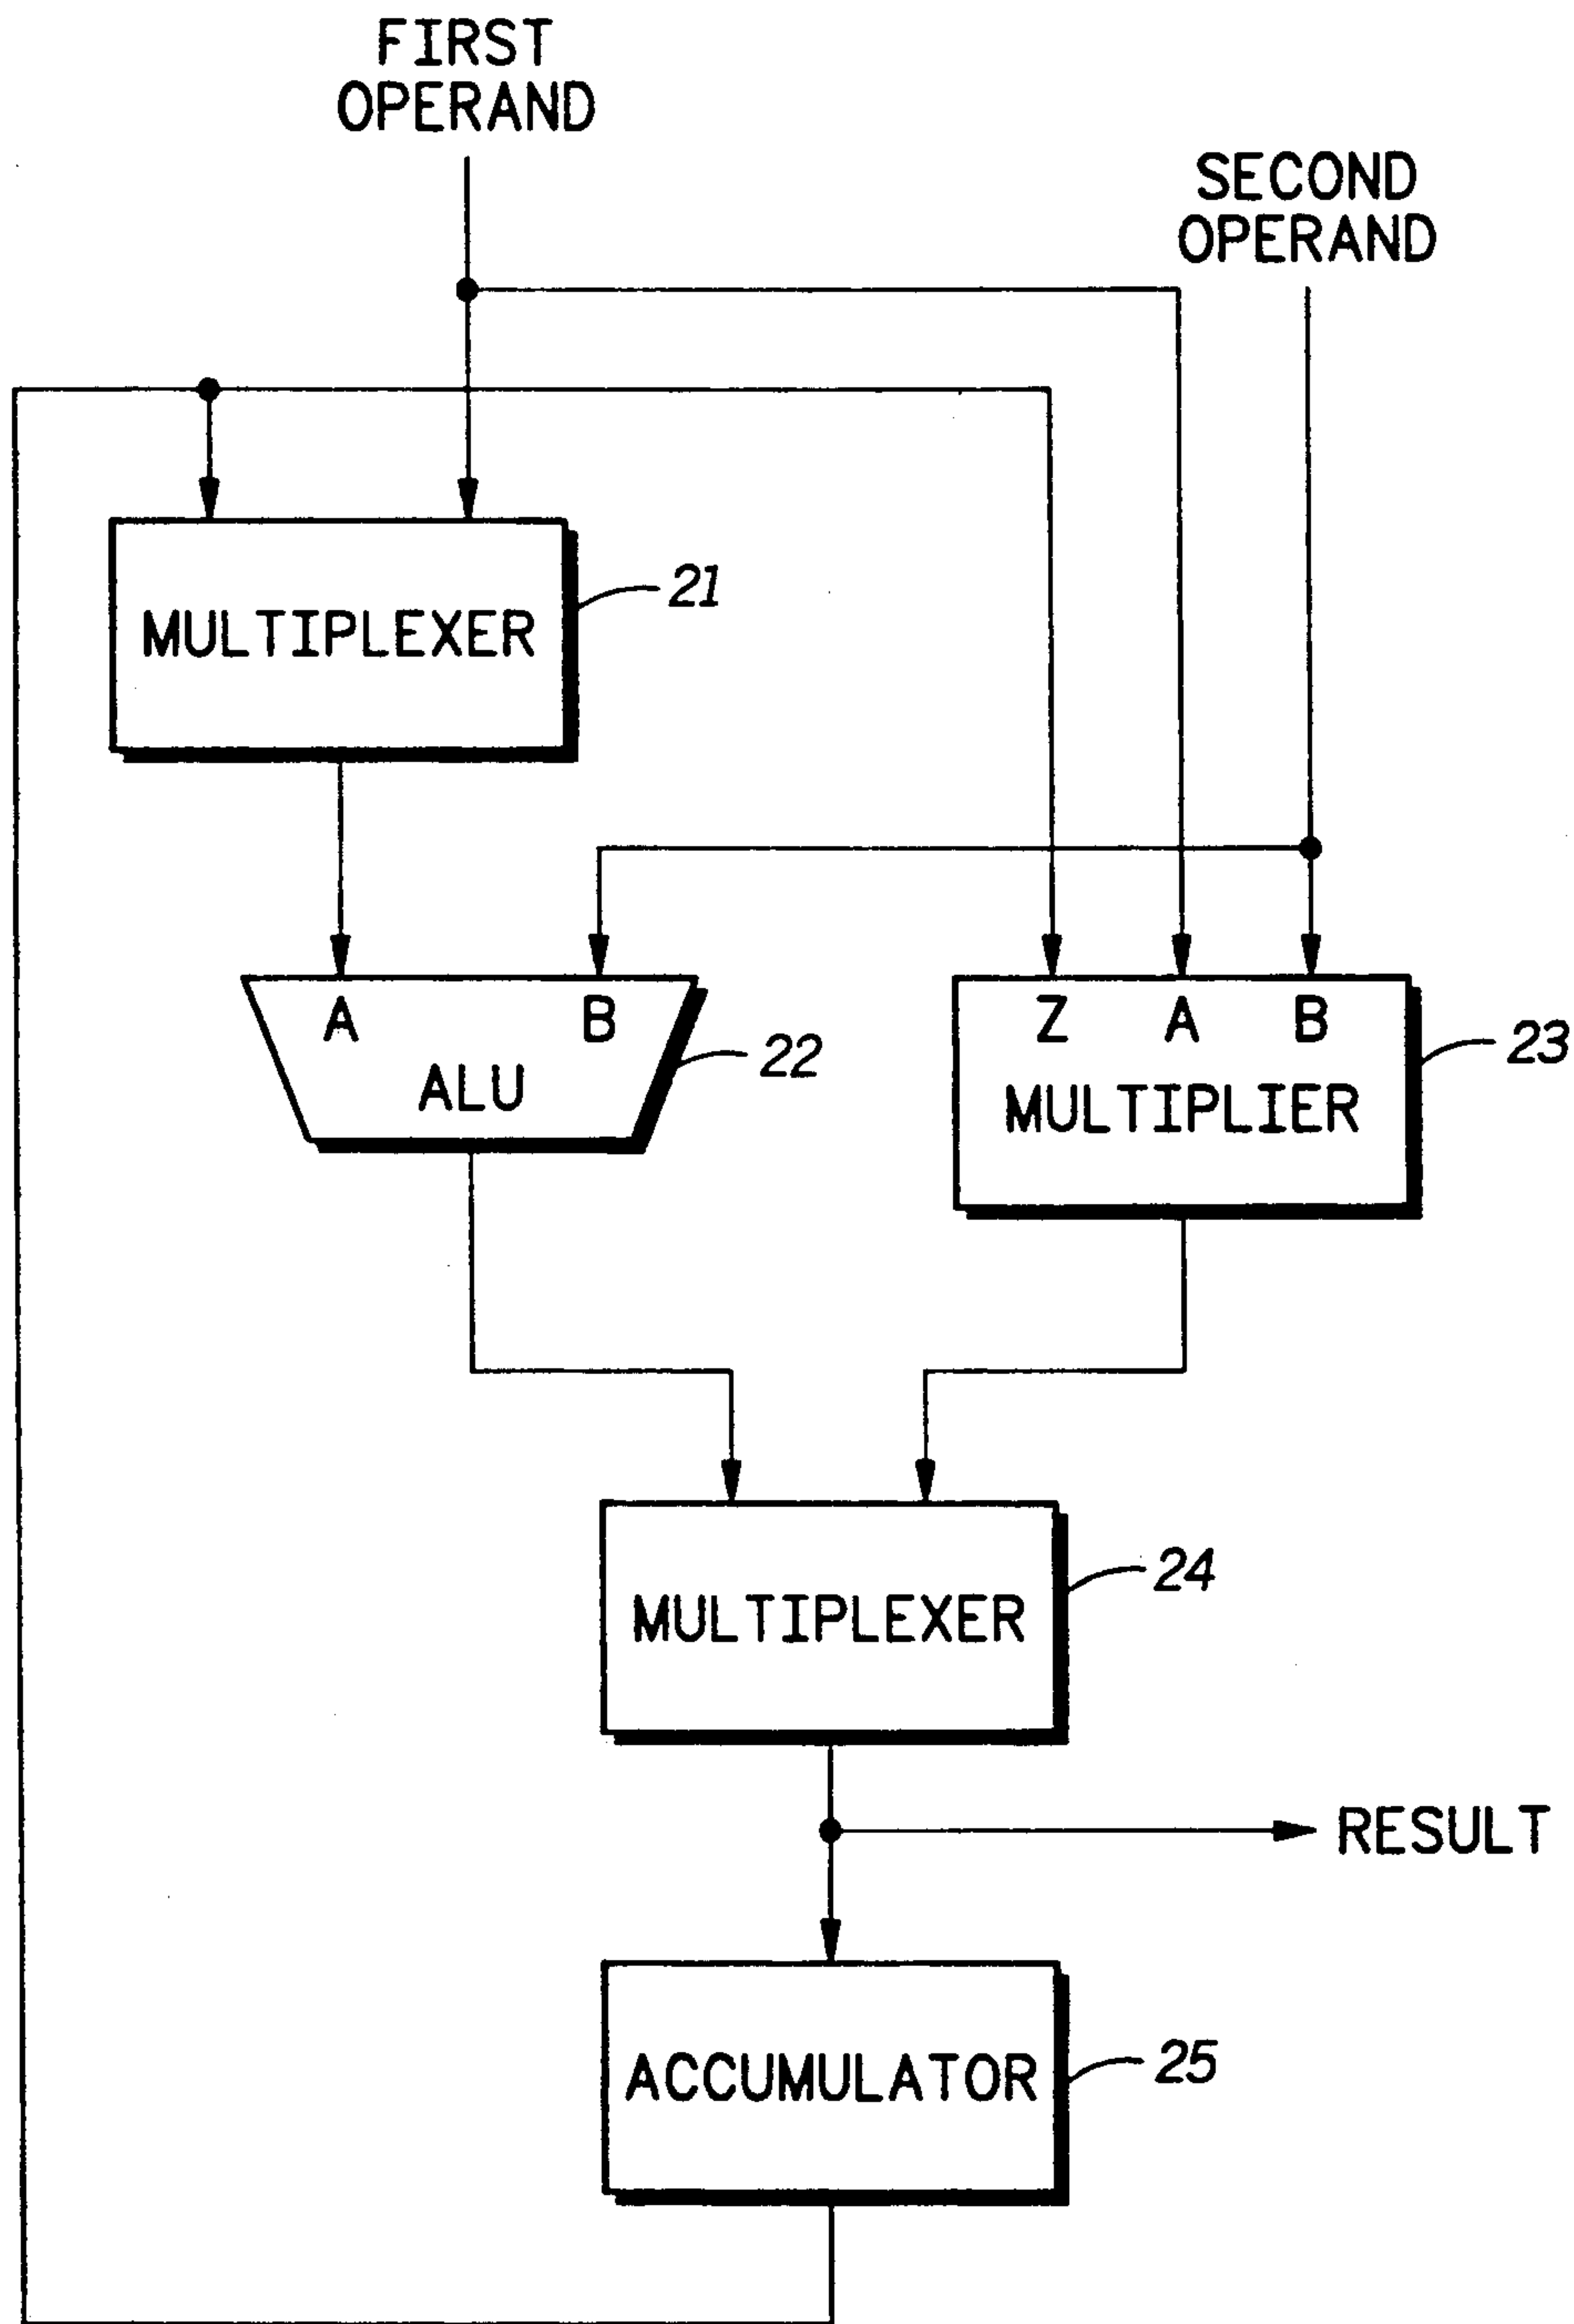 FIRST
OPERAND
SECOND
OPERAND
21
MULTIPLEXER
A B
Z A B
22
23
ALU
MULTIPLIER
24
MULTIPLEXER
RESULT
25
ACCUMULATOR